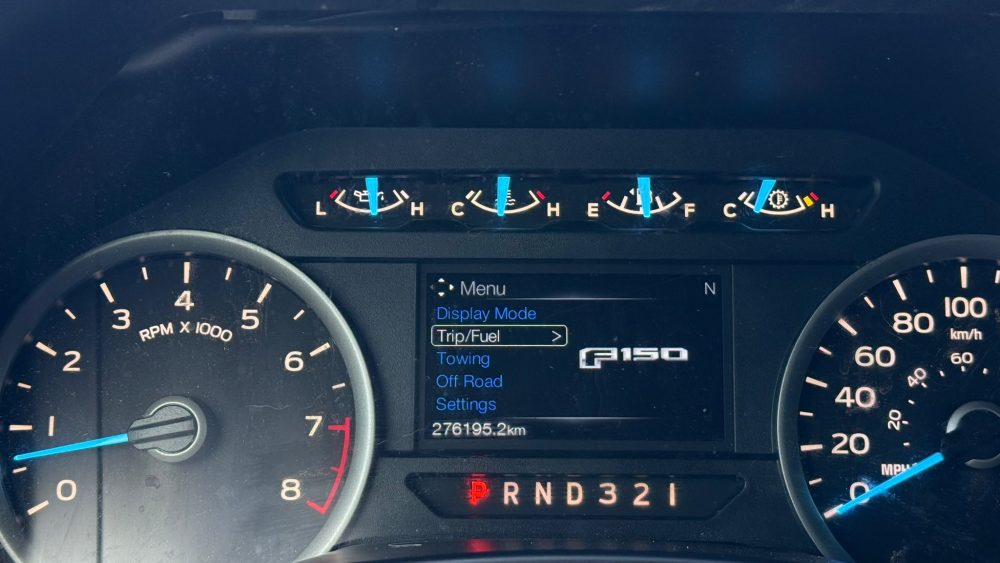 L H C H E F C H
3 4 5
RPM X 1000
2 6
1 7
0 8
Menu N
Display Mode
Trip/Fuel >
Towing
Off Road
Settings
F150
276195.2km
P R N D 3 2 1
80 100
km/h
60
40
20
0
60
40
20
MPH